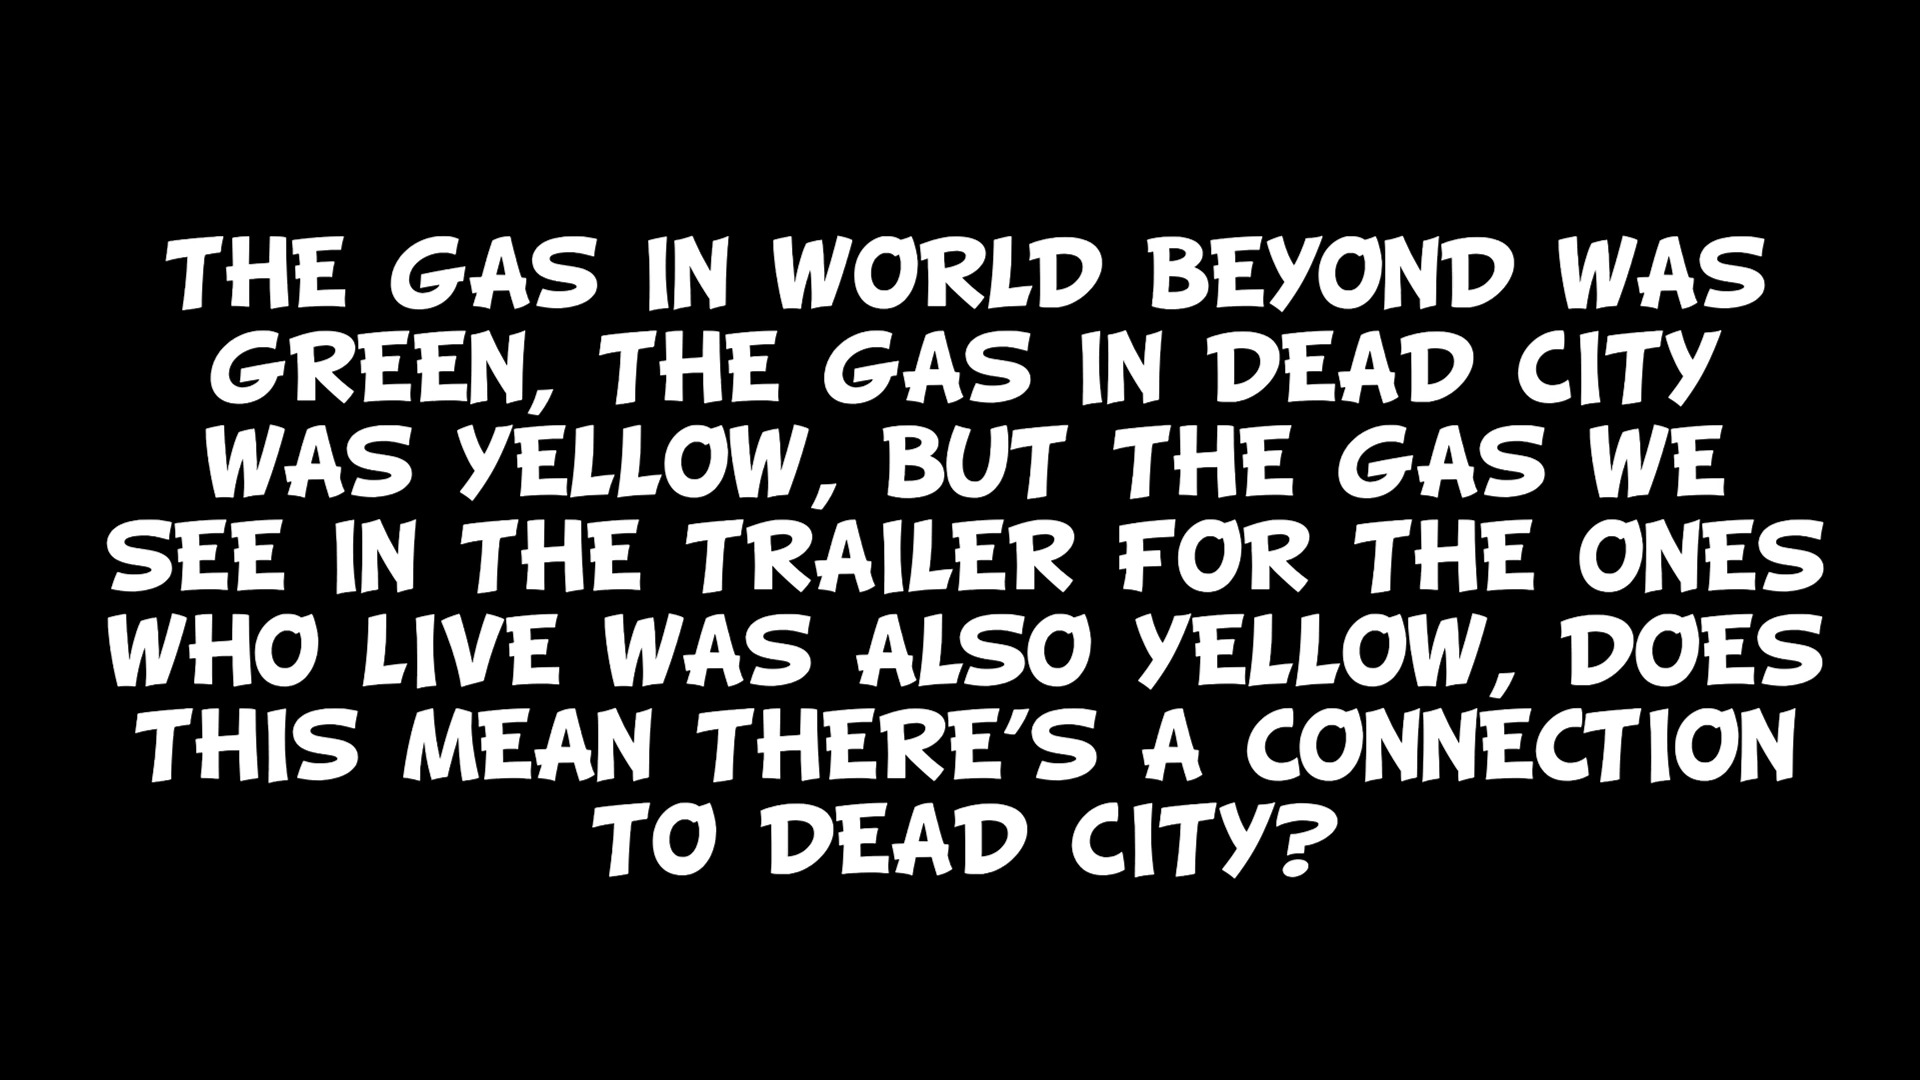 THE GAS IN WORLD BEYOND WAS
GREEN, THE GAS IN DEAD CITY
WAS YELLOW, BUT THE GAS WE
SEE IN THE TRAILER FOR THE ONES
WHO LIVE WAS ALSO YELLOW, DOES
THIS MEAN THERE'S A CONNECTION
TO DEAD CITY?